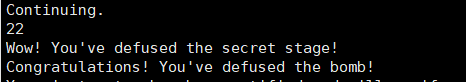 Continuing.
22
Wow! You've defused the secret stage!
Congratulations! You've defused the bomb!